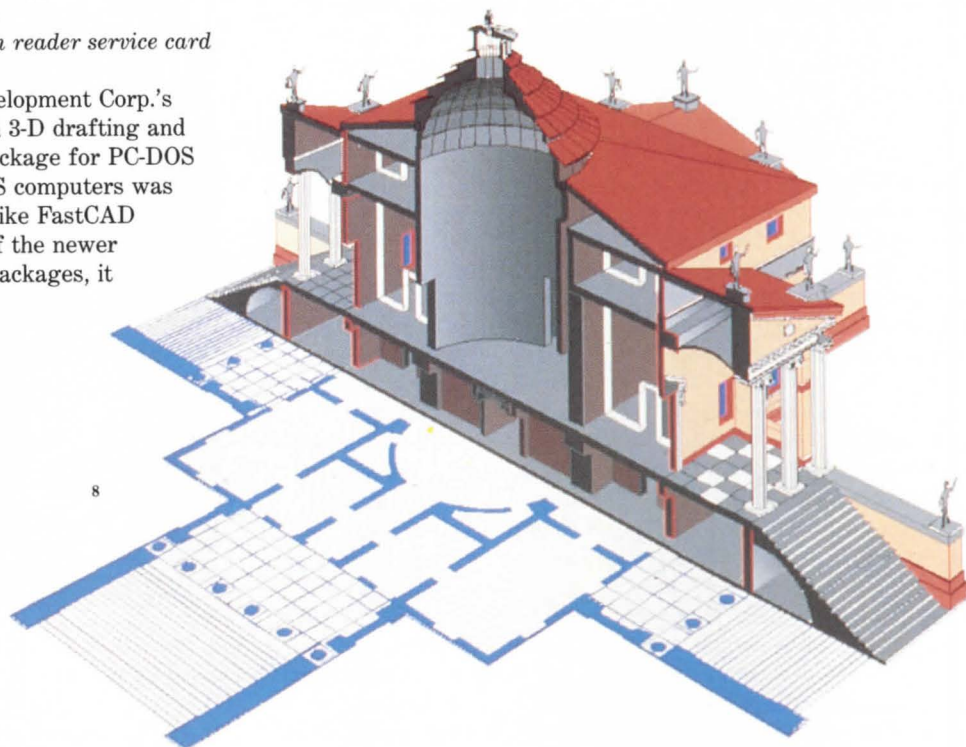 reader service card
elopment Corp.'s
3-D drafting and
ckage for PC-DOS
S computers was
ike FastCAD
f the newer
ackages, it
8